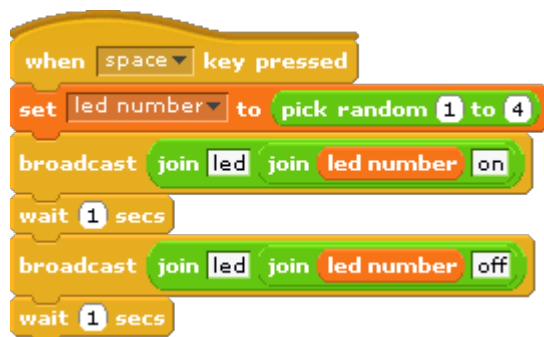 when space key pressed
set led number to pick random 1 to 4
broadcast join led join led number on
wait 1 secs
broadcast join led join led number off
wait 1 secs